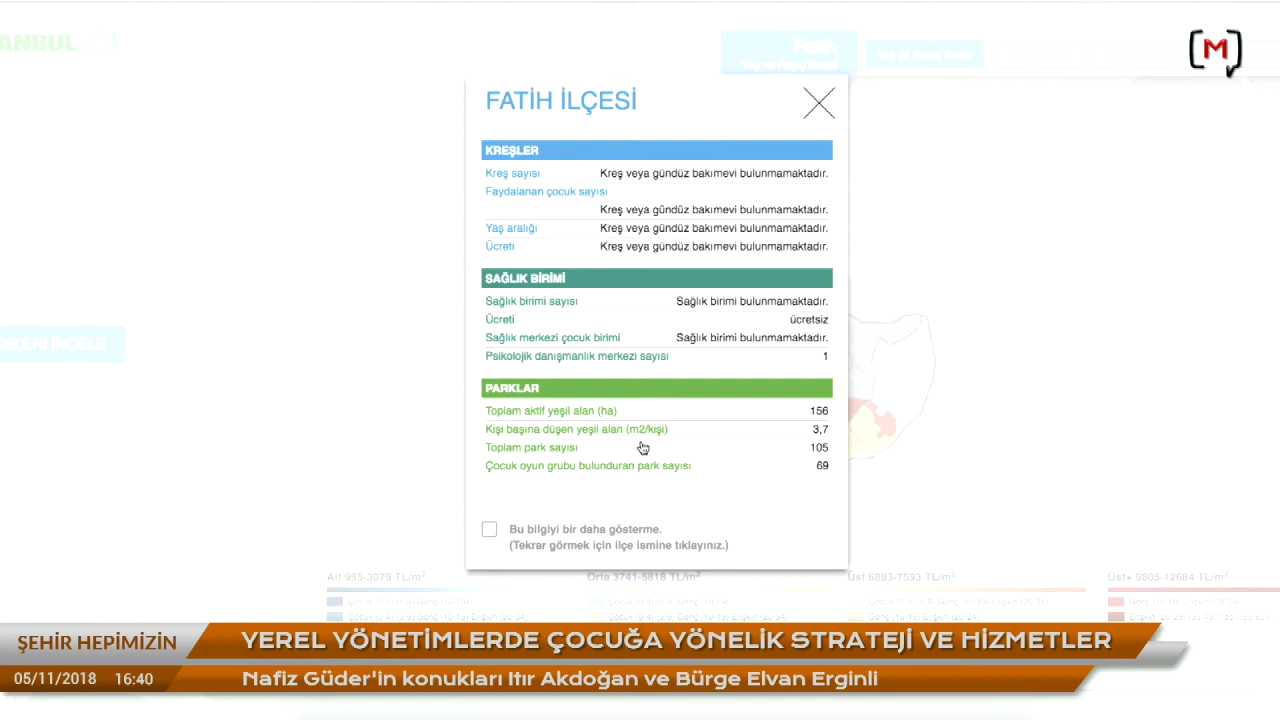 ANBUL
Fatih
[M]
FATİH İLÇESİ
KREŞLER
Kreş sayısı Kreş veya gündüz bakımevi bulunmamaktadır.
Faydalanan çocuk sayısı
Kreş veya gündüz bakımevi bulunmamaktadır.
Yaş aralığı Kreş veya gündüz bakımevi bulunmamaktadır.
Ücreti Kreş veya gündüz bakımevi bulunmamaktadır.
SAĞLIK BİRİMİ
Sağlık birimi sayısı Sağlık birimi bulunmamaktadır.
Ücreti ücretsiz
Sağlık merkezi çocuk birimi Sağlık birimi bulunmamaktadır.
Psikolojik danışmanlık merkezi sayısı 1
ÇELERİ İNCELE
PARKLAR
Toplam aktif yeşil alan (ha) 156
Kişi başına düşen yeşil alan (m2/kişi) 3,7
Toplam park sayısı 105
Çocuk oyun grubu bulunduran park sayısı 69
Bu bilgiyi bir daha gösterme.
(Tekrar görmek için ilçe ismine tıklayınız.)
Alt 995-3079 TL/m² Orta 3741-5818 TL/m² Üst 6893-7593 TL/m² Üst+ 9805-12684 TL/m²
ŞEHİR HEPİMİZİN YEREL YÖNETİMLERDE ÇOCUĞA YÖNELİK STRATEJİ VE HİZMETLER
05/11/2018 16:40 Nafiz Güder'in konukları Itır Akdoğan ve Bürge Elvan Erginli